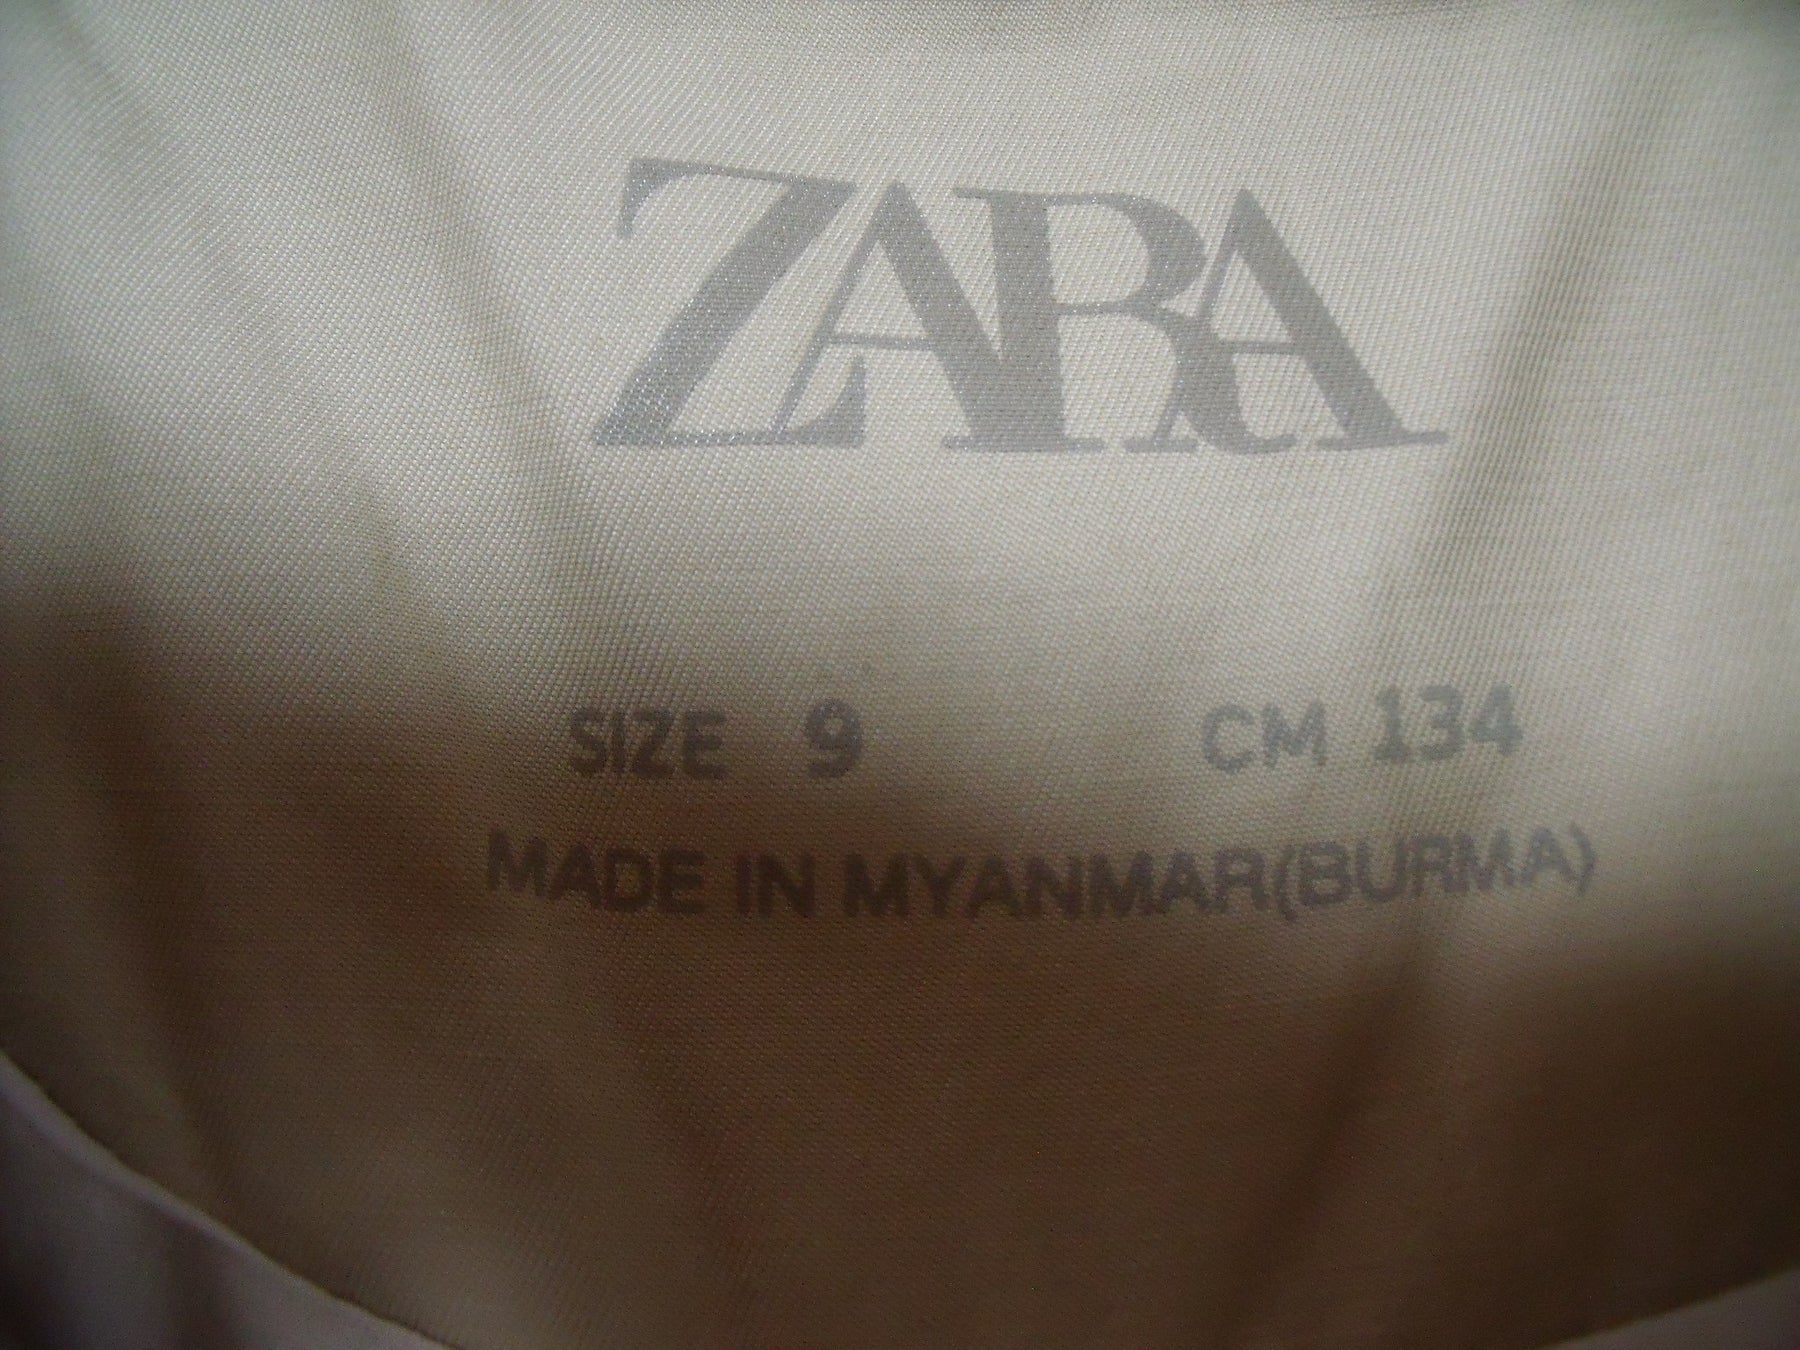 ZARA
SIZE 9 CM 134
MADE IN MYANMAR(BURMA)